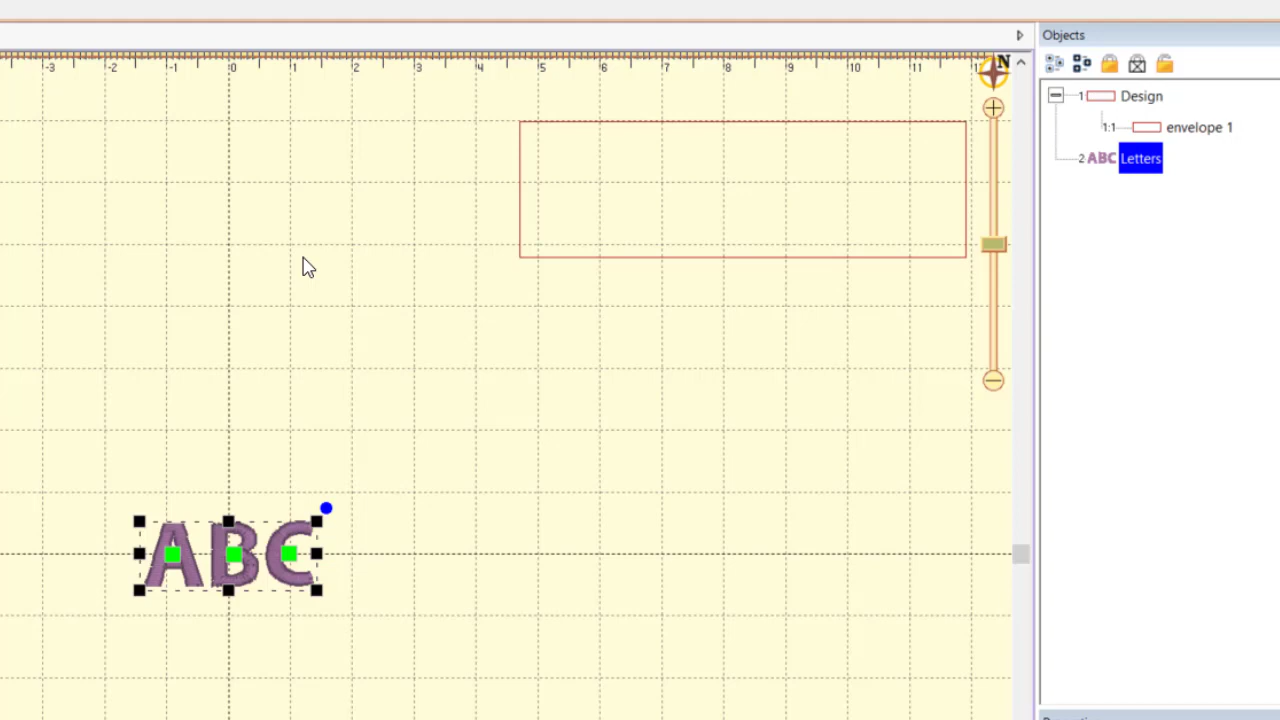 Objects
-3 -2 -1 0 1 2 3 4 5 6 7 8 9 10 11
N
1 Design
1:1 envelope 1
2 ABC Letters
ABC